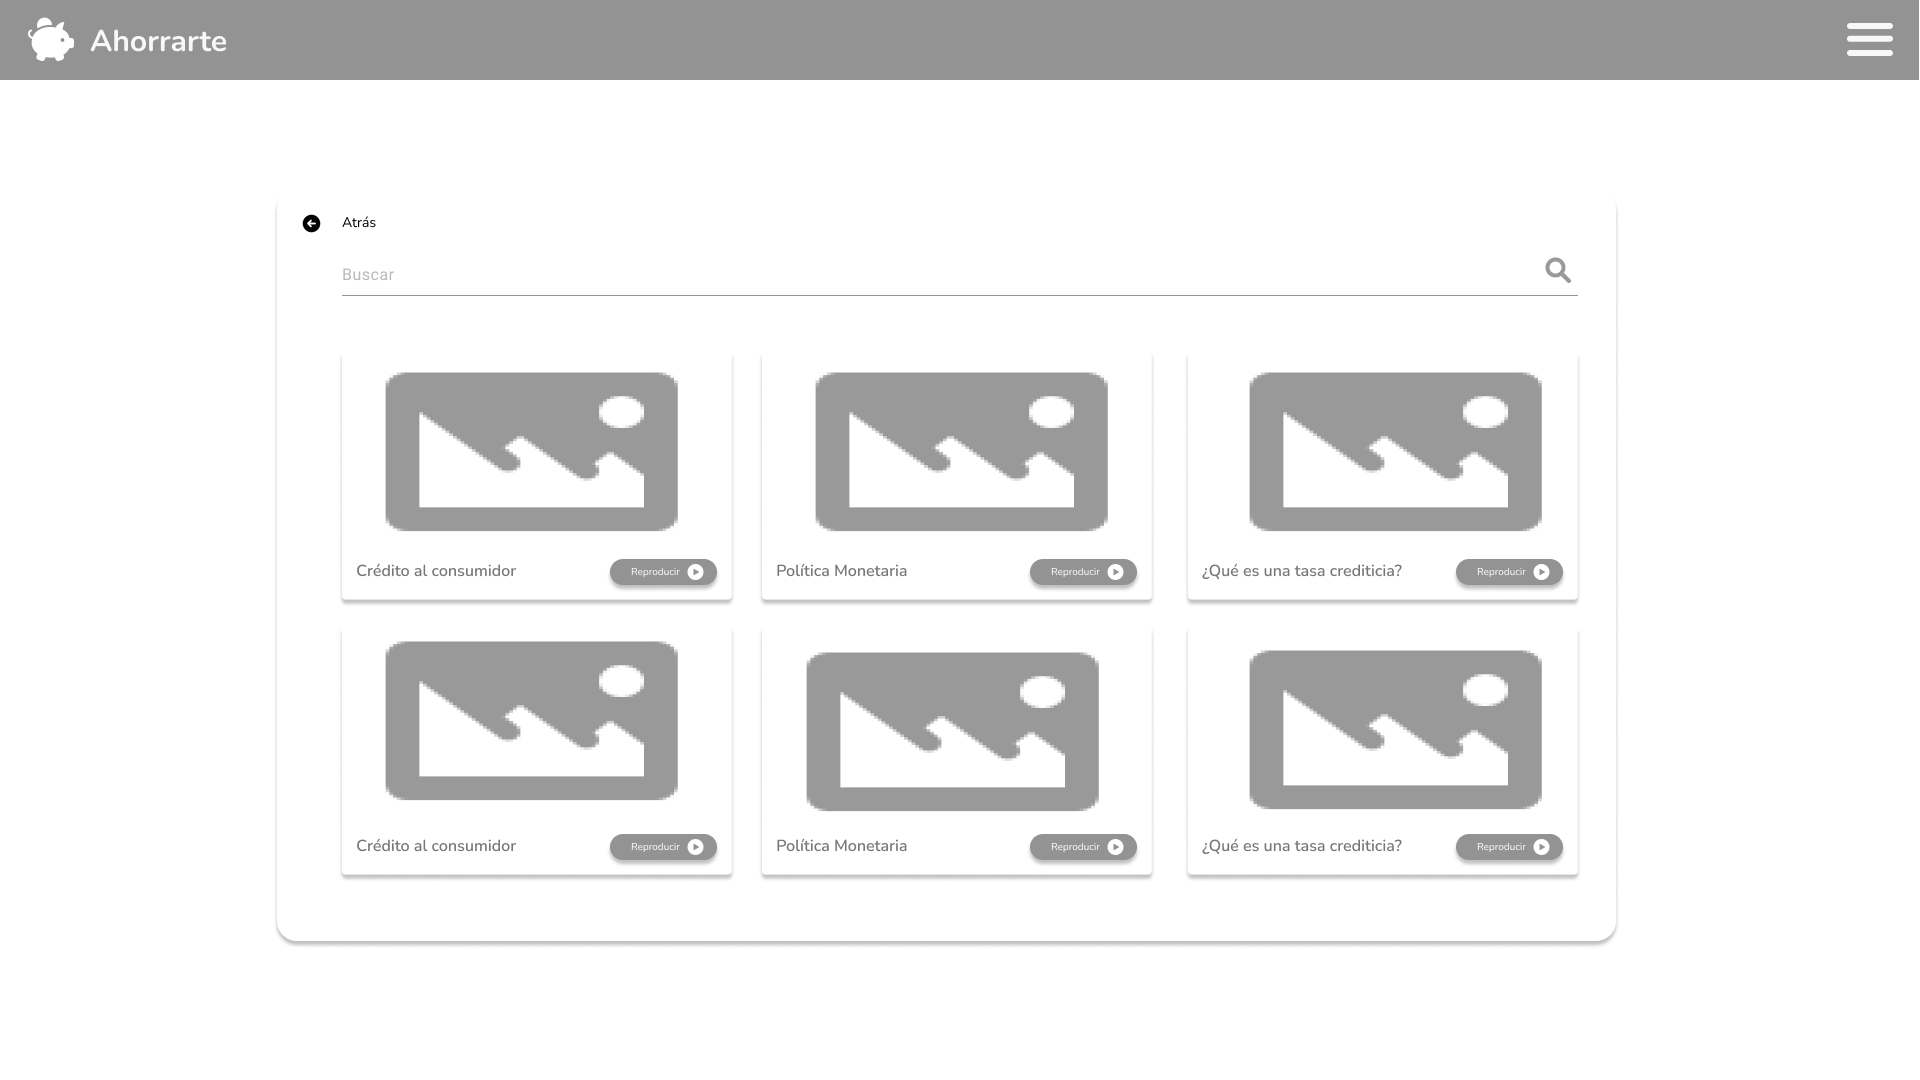 Ahorrarte
Atrás
Buscar
Crédito al consumidor
Reproducir
Política Monetaria
Reproducir
¿Qué es una tasa crediticia?
Reproducir
Crédito al consumidor
Reproducir
Política Monetaria
Reproducir
¿Qué es una tasa crediticia?
Reproducir